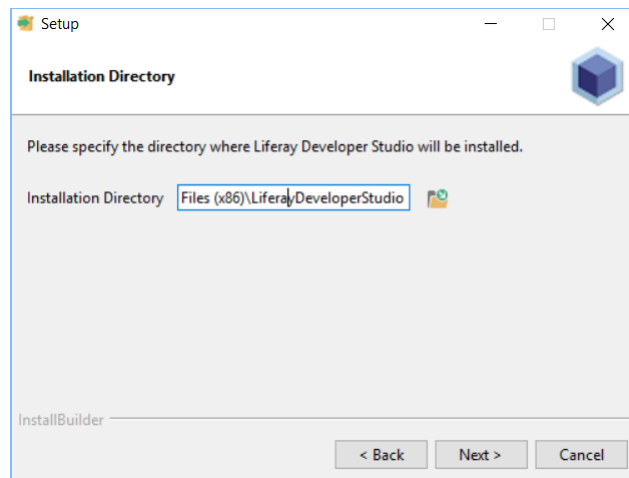 Setup
Installation Directory
Please specify the directory where Liferay Developer Studio will be installed.
Installation Directory Files (x86)\LiferayDeveloperStudio
InstallBuilder
< Back Next > Cancel